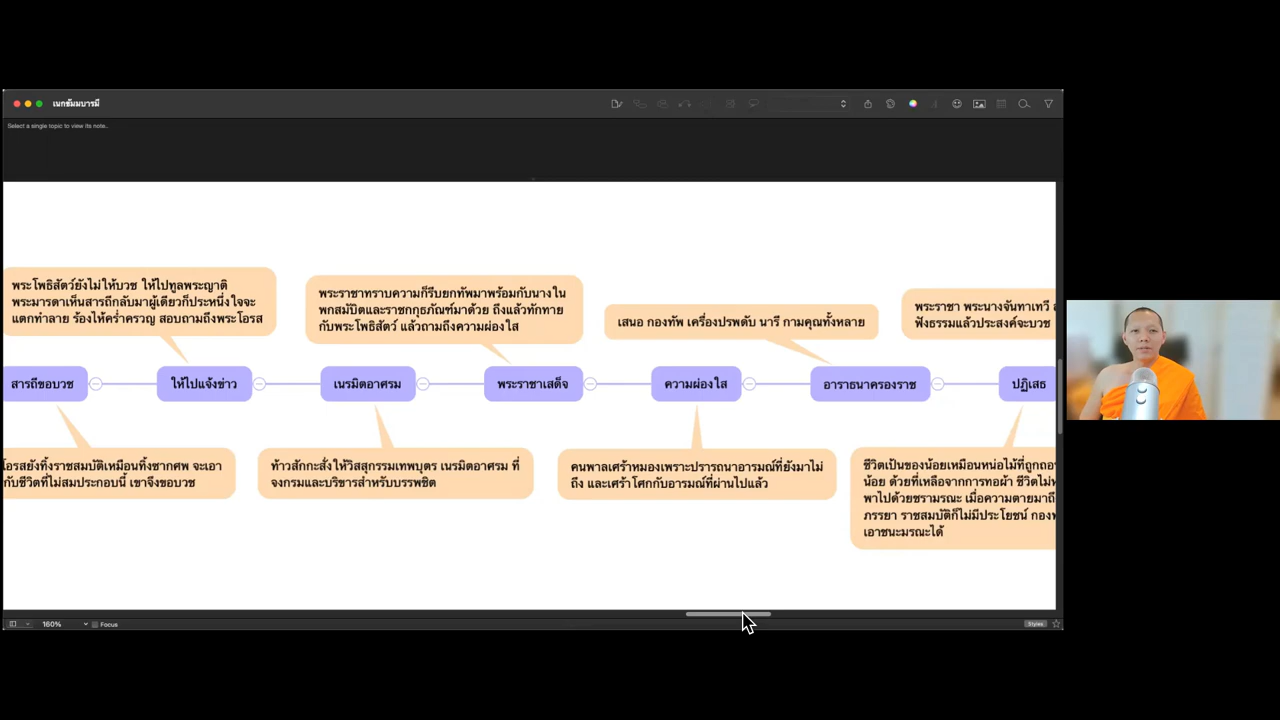 เนกขัมมบารมี
Select a single topic to view its note..
พระโพธิสัตว์ยังไม่ให้บวช ให้ไปทูลพระญาติ
พระมารดาเห็นสารถีกลับมาผู้เดียวก็ประหนึ่งใจจะ
แตกทำลาย ร้องไห้คร่ำครวญ สอบถามถึงพระโอรส
พระราชาทราบความก็รีบยกทัพมาพร้อมกับนางใน
พกสมบัติและราชกกุธภัณฑ์มาด้วย ถึงแล้วทักทาย
กับพระโพธิสัตว์ แล้วถามถึงความผ่องใส
เสนอ กองทัพ เครื่องปรพดับ นารี กามคุณทั้งหลาย
พระราชา พระนางจันทาเทวี ส
ฟังธรรมแล้วประสงค์จะบวช
สารถีขอบวช
ให้ไปแจ้งข่าว
เนรมิตอาศรม
พระราชาเสด็จ
ความผ่องใส
อาราธนาครองราช
ปฏิเสธ
โอรสยังทิ้งราชสมบัติเหมือนทิ้งซากศพ จะเอา
กับชีวิตที่ไม่สมประกอบนี้ เขาจึงขอบวช
ท้าวสักกะสั่งให้วิสสุกรรมเทพบุตร เนรมิตอาศรม ที่
จงกรมและบริขารสำหรับบรรพชิต
คนพาลเศร้าหมองเพราะปรารถนาอารมณ์ที่ยังมาไม่
ถึง และเศร้าโศกกับอารมณ์ที่ผ่านไปแล้ว
ชีวิตเป็นของน้อยเหมือนหน่อไม้ที่ถูกถอ
น้อย ด้วยที่เหลือจากการทอผ้า ชีวิตไม่ห
พาไปด้วยชรามรณะ เมื่อความตายมาถึ
ภรรยา ราชสมบัติก็ไม่มีประโยชน์ กองท
เอาชนะมรณะได้
160%
Focus
Styles